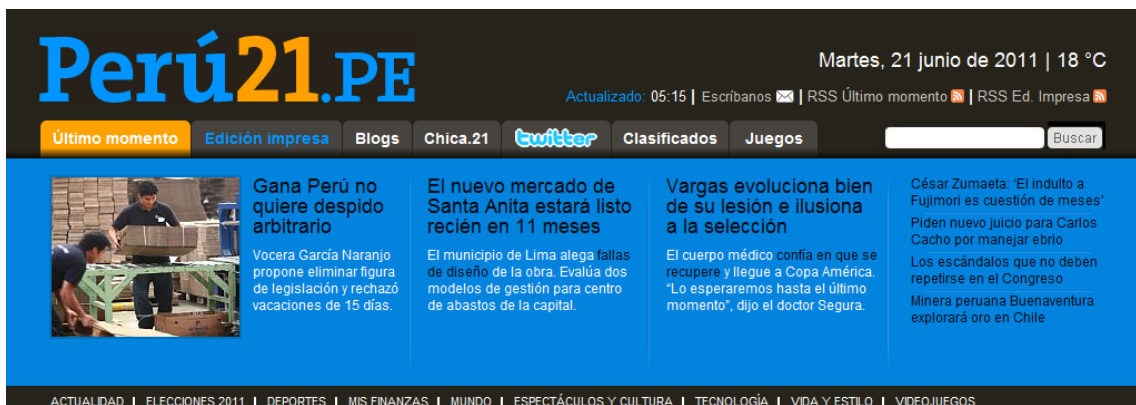 Perú21.PE
Martes, 21 junio de 2011 | 18 °C
Actualizado: 05:15 | Escríbanos | RSS Último momento | RSS Ed. Impresa
Último momento Edición impresa Blogs Chica.21 twitter Clasificados Juegos Buscar
Gana Perú no
quiere despido
arbitrario
Vocera García Naranjo
propone eliminar figura
de legislación y rechazó
vacaciones de 15 días.
El nuevo mercado de
Santa Anita estará listo
recién en 11 meses
El municipio de Lima alega fallas
de diseño de la obra. Evalúa dos
modelos de gestión para centro
de abastos de la capital.
Vargas evoluciona bien
de su lesión e ilusiona
a la selección
El cuerpo médico confía en que se
recupere y llegue a Copa América.
“Lo esperaremos hasta el último
momento”, dijo el doctor Segura.
César Zumaeta: ‘El indulto a
Fujimori es cuestión de meses’
Piden nuevo juicio para Carlos
Cacho por manejar ebrio
Los escándalos que no deben
repetirse en el Congreso
Minera peruana Buenaventura
explorará oro en Chile
ACTUALIDAD | ELECCIONES 2011 | DEPORTES | MIS FINANZAS | MUNDO | ESPECTÁCULOS Y CULTURA | TECNOLOGÍA | VIDA Y ESTILO | VIDEOJUEGOS